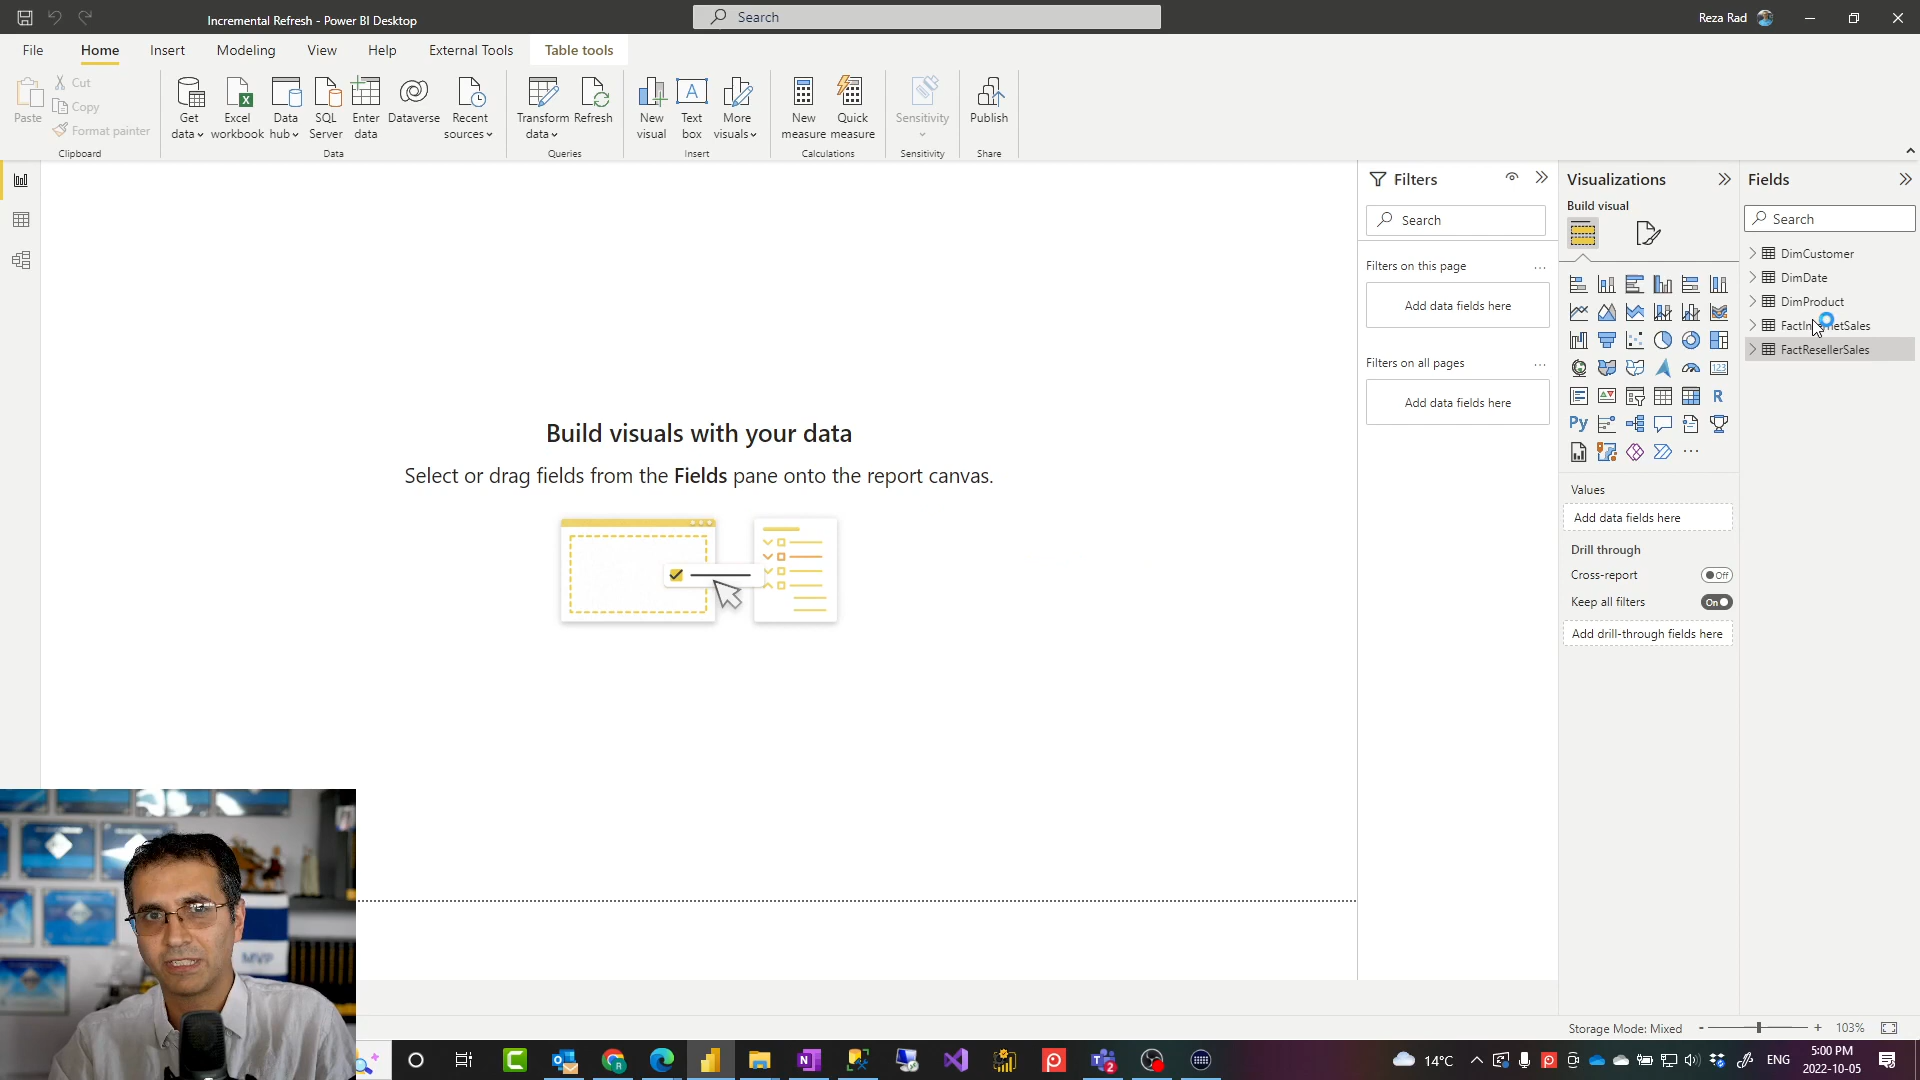 Incremental Refresh - Power BI Desktop
Search
Reza Rad
File
Home
Insert
Modeling
View
Help
External Tools
Table tools
Paste
Cut
Copy
Format painter
Clipboard
Get data
Excel workbook
Data hub
SQL Server
Enter data
Dataverse
Recent sources
Data
Transform data
Refresh
Queries
New visual
Text box
More visuals
Insert
New measure
Quick measure
Calculations
Sensitivity
Sensitivity
Publish
Share
Build visuals with your data
Select or drag fields from the Fields pane onto the report canvas.
Filters
Search
Filters on this page
...
Add data fields here
Filters on all pages
...
Add data fields here
Visualizations
Build visual
123
R
Py
...
Values
Add data fields here
Drill through
Cross-report
Off
Keep all filters
On
Add drill-through fields here
Fields
Search
DimCustomer
DimDate
DimProduct
FactResellerSales
MVP
Storage Mode: Mixed
- + 103%
14°C
ENG
5:00 PM
2022-10-05